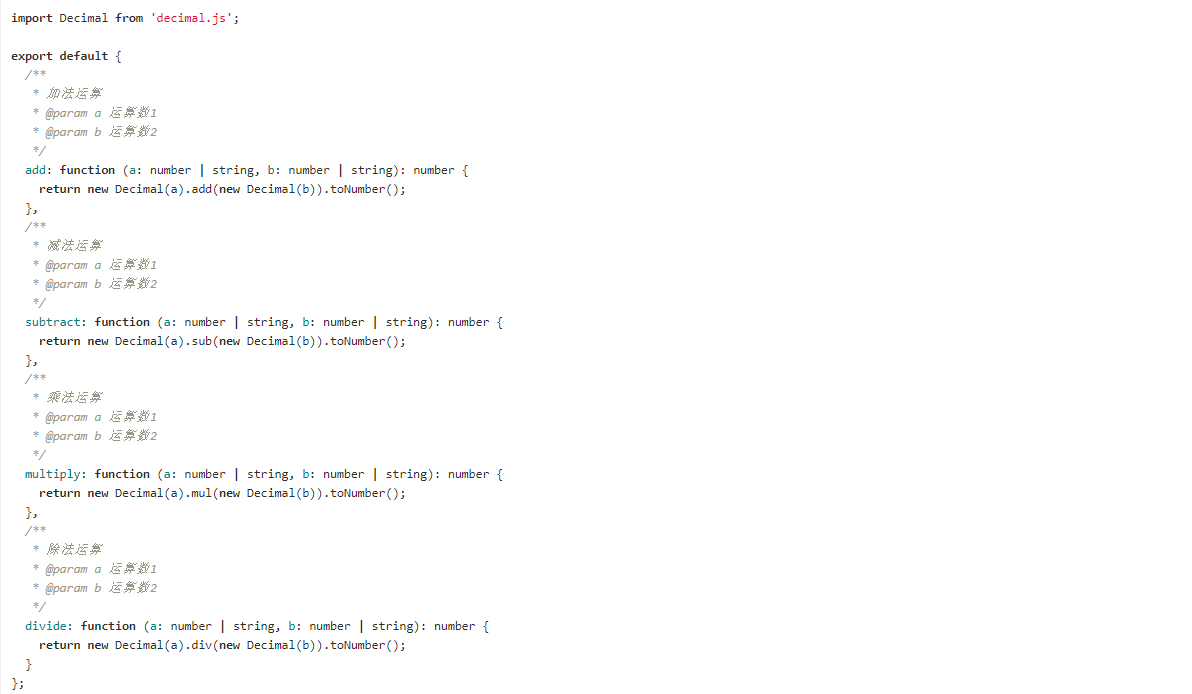 import Decimal from 'decimal.js';

export default {
  /**
   * 加法运算
   * @param a 运算数1
   * @param b 运算数2
   */
  add: function (a: number | string, b: number | string): number {
    return new Decimal(a).add(new Decimal(b)).toNumber();
  },
  /**
   * 减法运算
   * @param a 运算数1
   * @param b 运算数2
   */
  subtract: function (a: number | string, b: number | string): number {
    return new Decimal(a).sub(new Decimal(b)).toNumber();
  },
  /**
   * 乘法运算
   * @param a 运算数1
   * @param b 运算数2
   */
  multiply: function (a: number | string, b: number | string): number {
    return new Decimal(a).mul(new Decimal(b)).toNumber();
  },
  /**
   * 除法运算
   * @param a 运算数1
   * @param b 运算数2
   */
  divide: function (a: number | string, b: number | string): number {
    return new Decimal(a).div(new Decimal(b)).toNumber();
  }
};